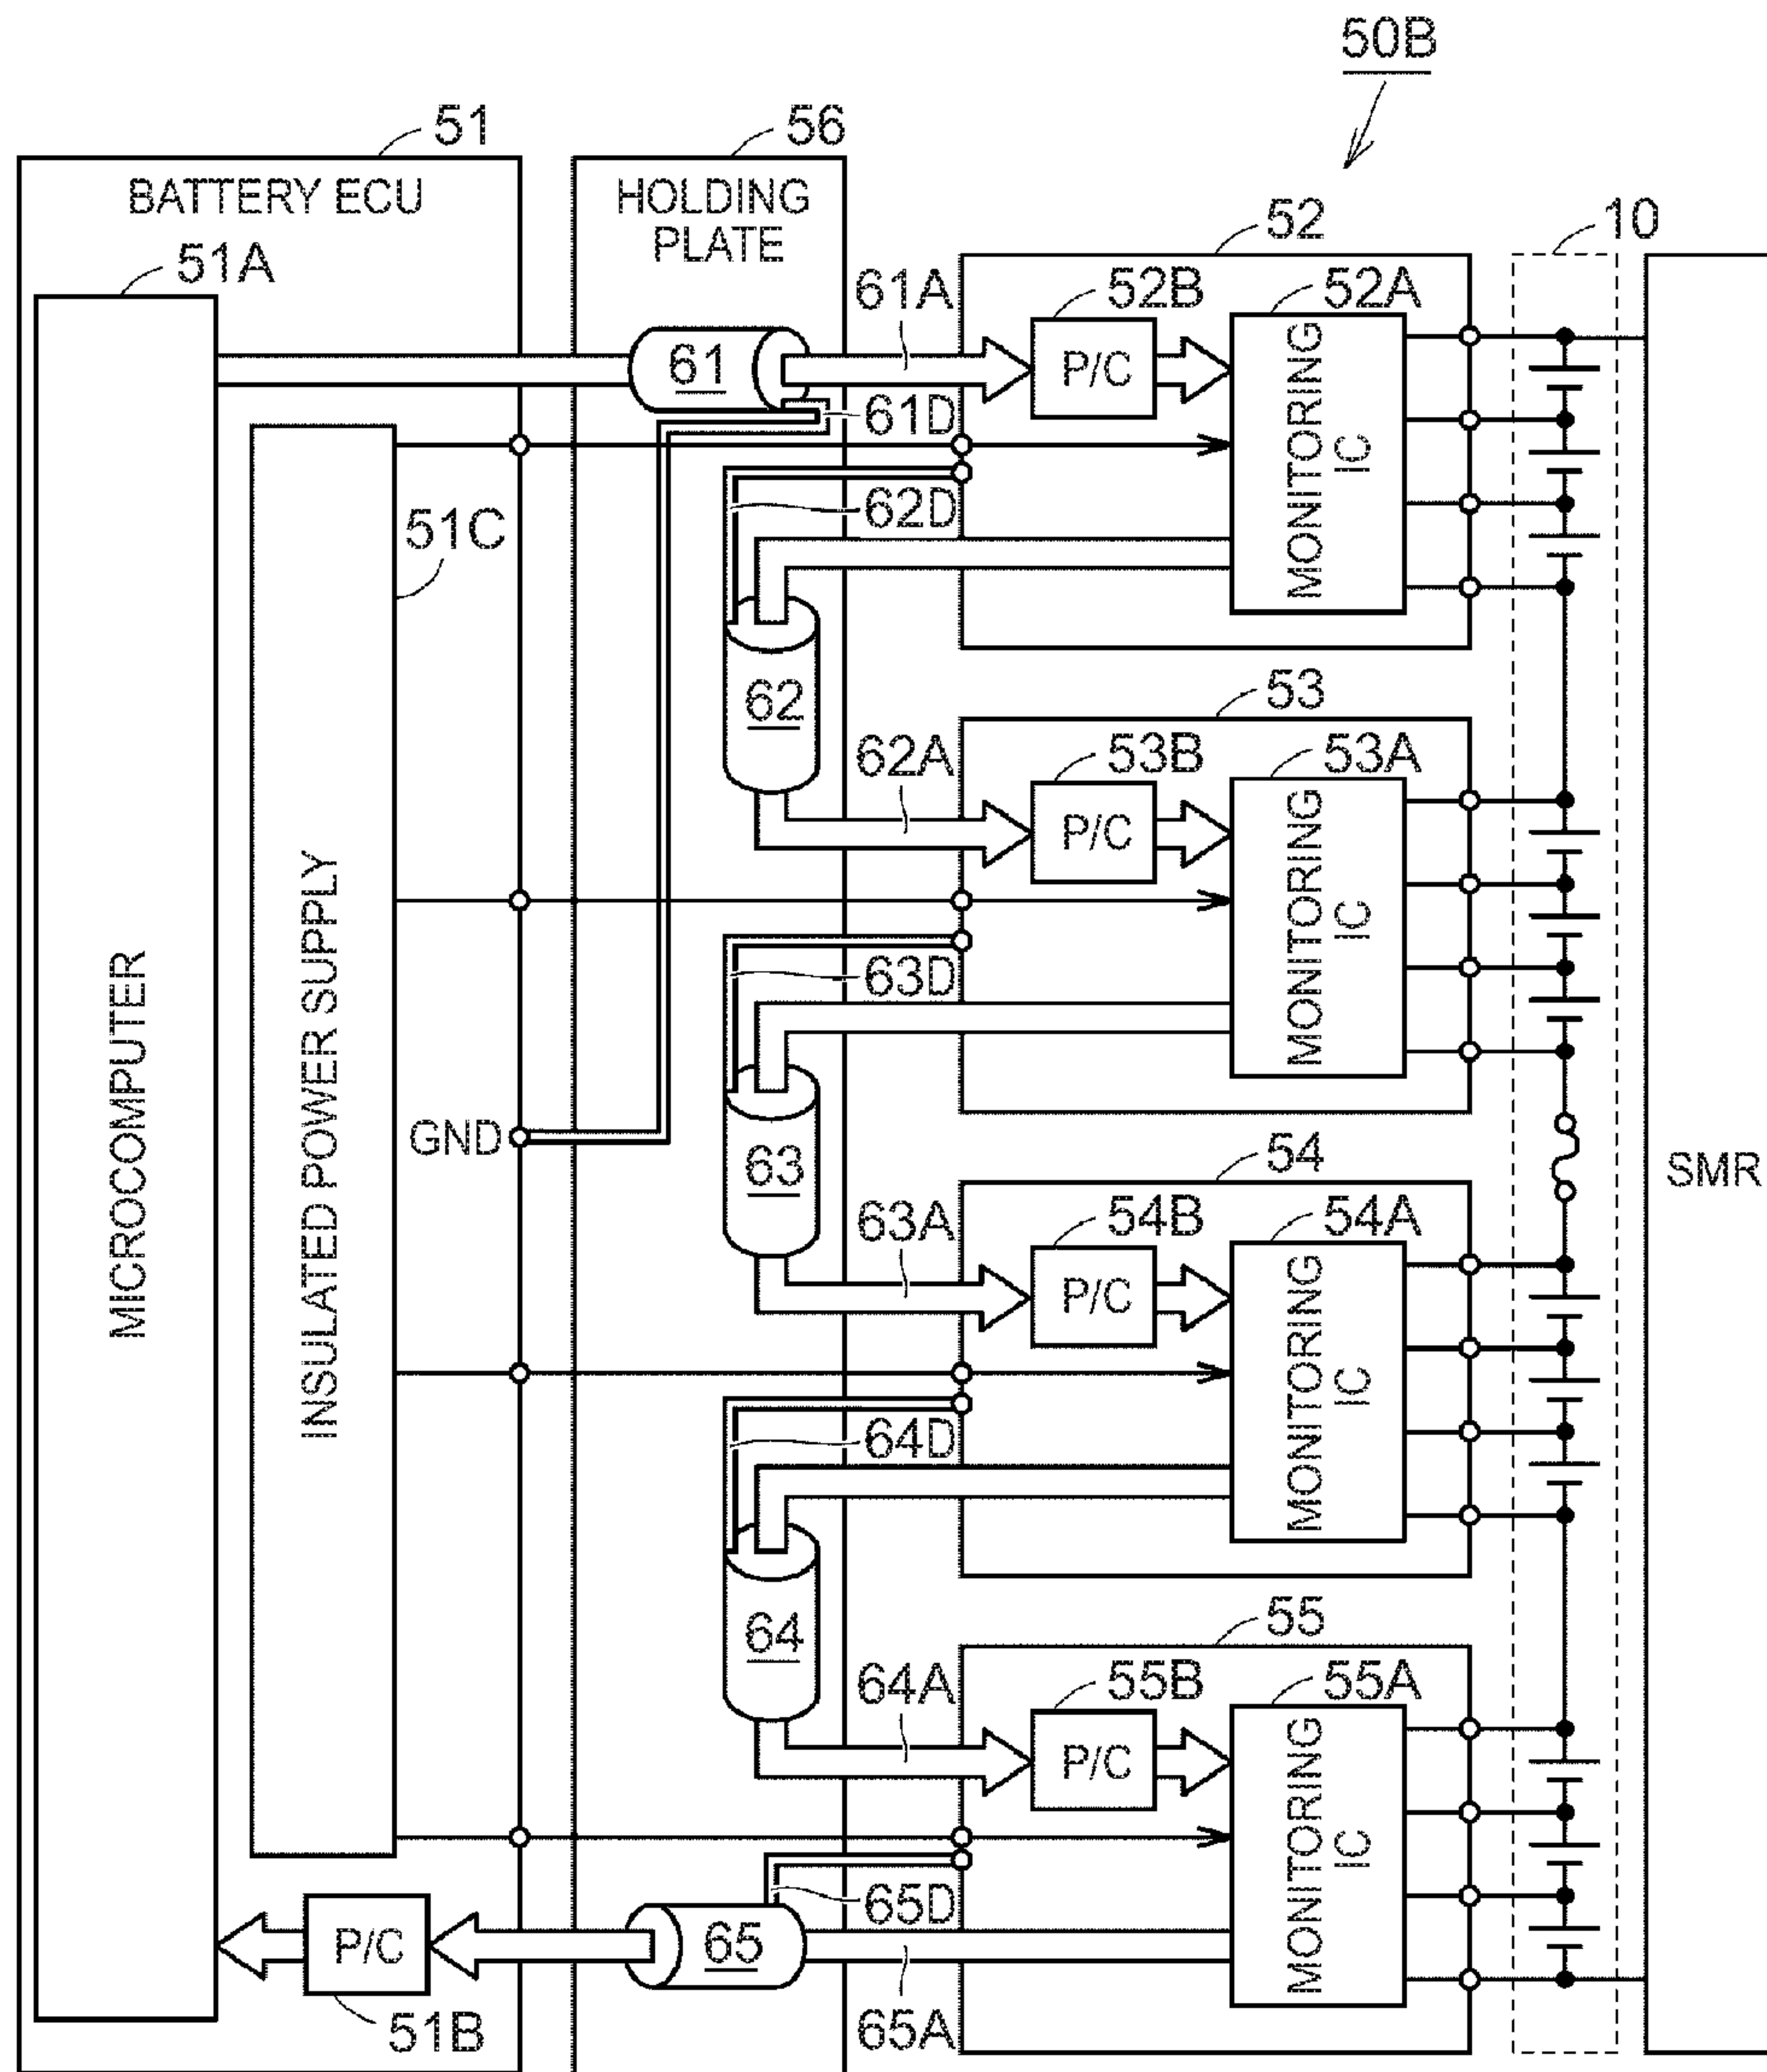 50B
51
56
BATTERY ECU
HOLDING
PLATE
52
10
51A
61A
52B
52A
61
P/C
MONITORING
IC
61D
62D
51C
62
53
62A
53B
53A
P/C
MONITORING
IC
MICROCOMPUTER
INSULATED POWER SUPPLY
63D
GND
63
54
SMR
63A
54B
54A
P/C
MONITORING
IC
64D
64
55
64A
55B
55A
P/C
MONITORING
IC
65D
P/C
65
51B
65A